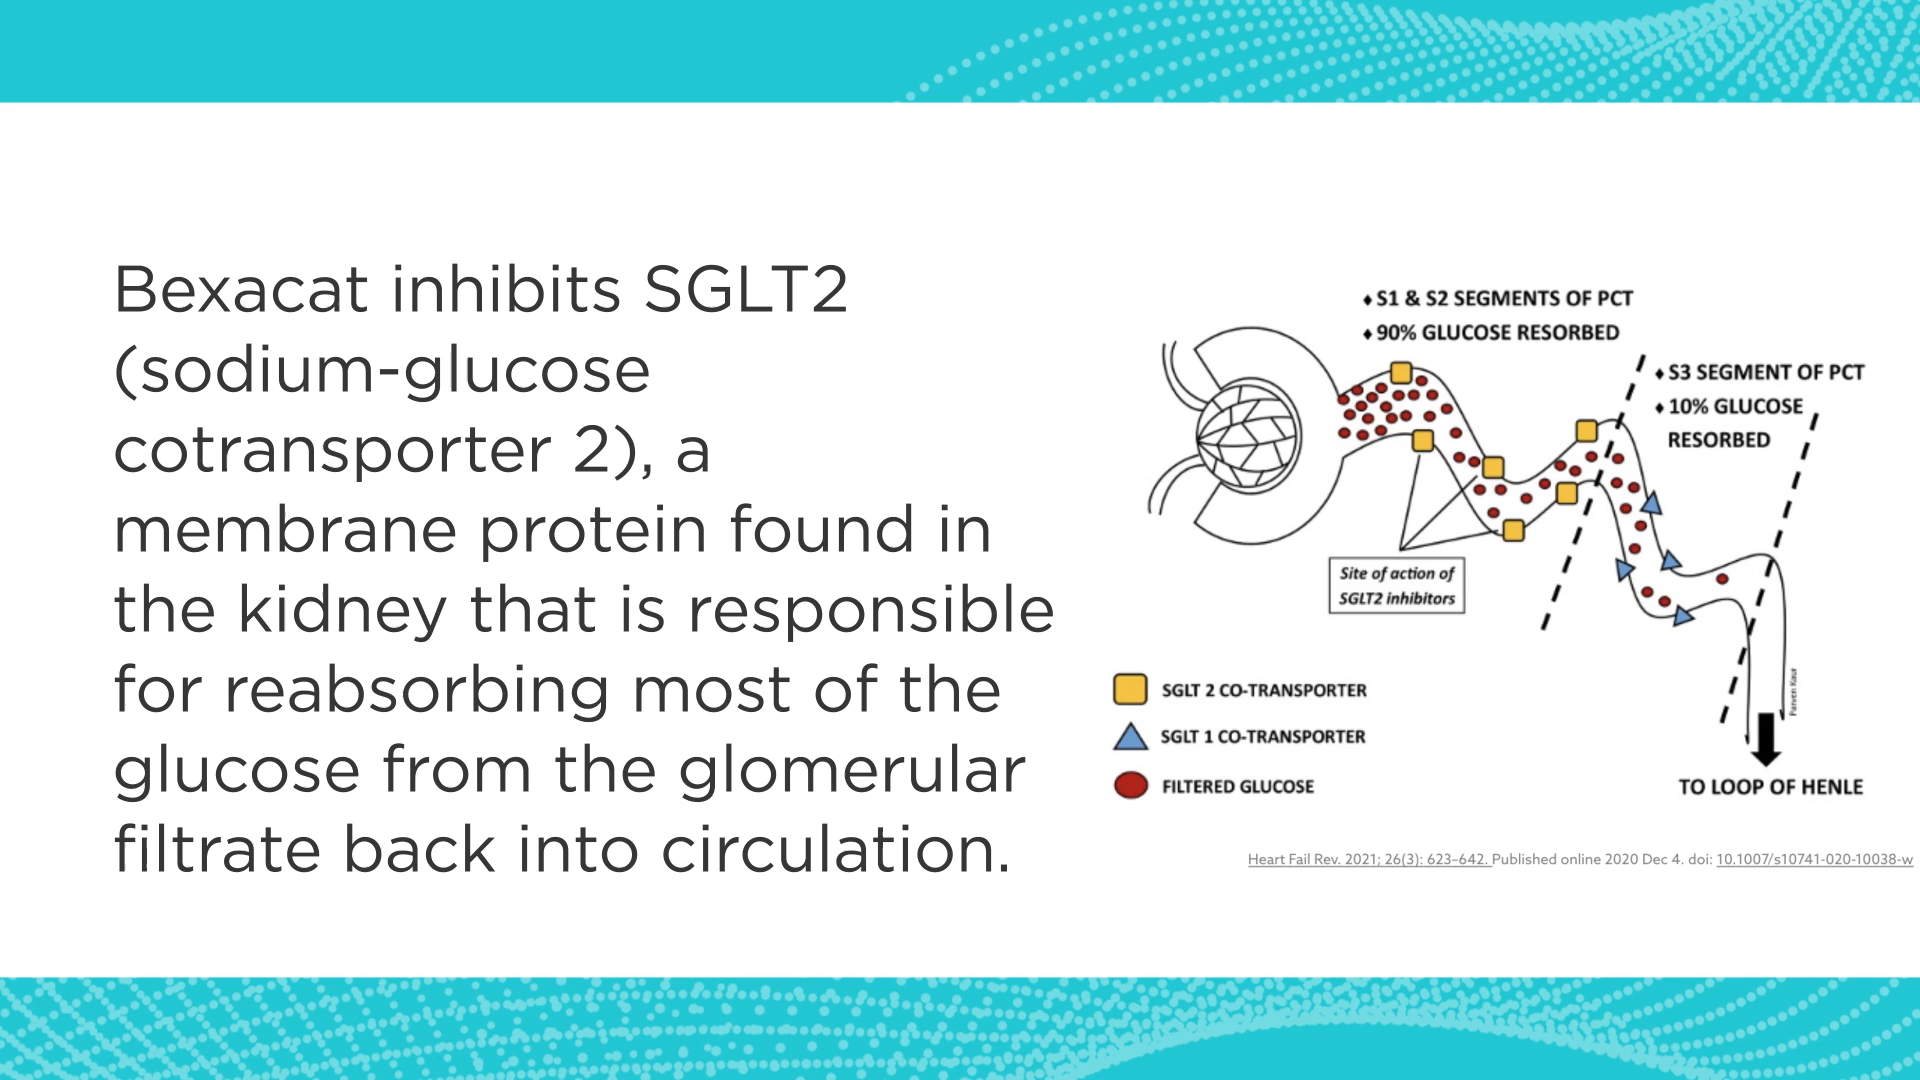 Bexacat inhibits SGLT2
(sodium-glucose
cotransporter 2), a
membrane protein found in
the kidney that is responsible
for reabsorbing most of the
glucose from the glomerular
filtrate back into circulation.
♦ S1 & S2 SEGMENTS OF PCT
♦ 90% GLUCOSE RESORBED
♦ S3 SEGMENT OF PCT
♦ 10% GLUCOSE
RESORBED
Site of action of
SGLT2 inhibitors
SGLT 2 CO-TRANSPORTER
SGLT 1 CO-TRANSPORTER
FILTERED GLUCOSE
Parven Kaur
TO LOOP OF HENLE
Heart Fail Rev. 2021; 26(3): 623–642. Published online 2020 Dec 4. doi: 10.1007/s10741-020-10038-w